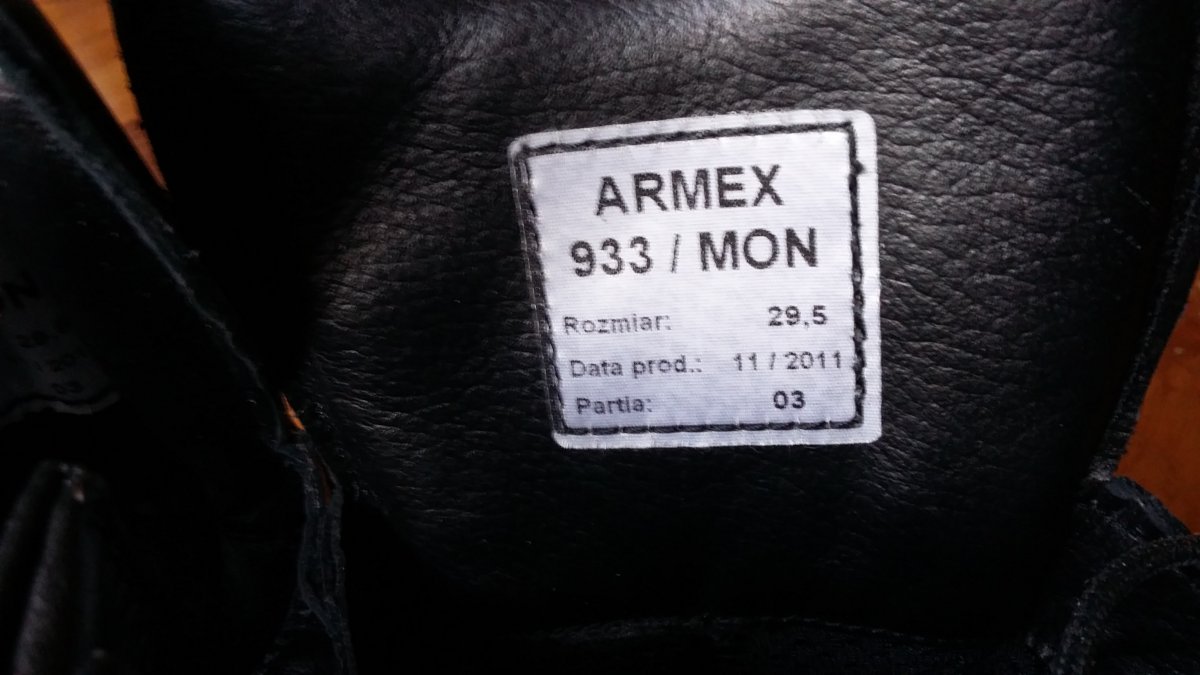 ARMEX
933 / MON
Rozmiar: 29,5
Data prod.: 11 / 2011
Partia: 03